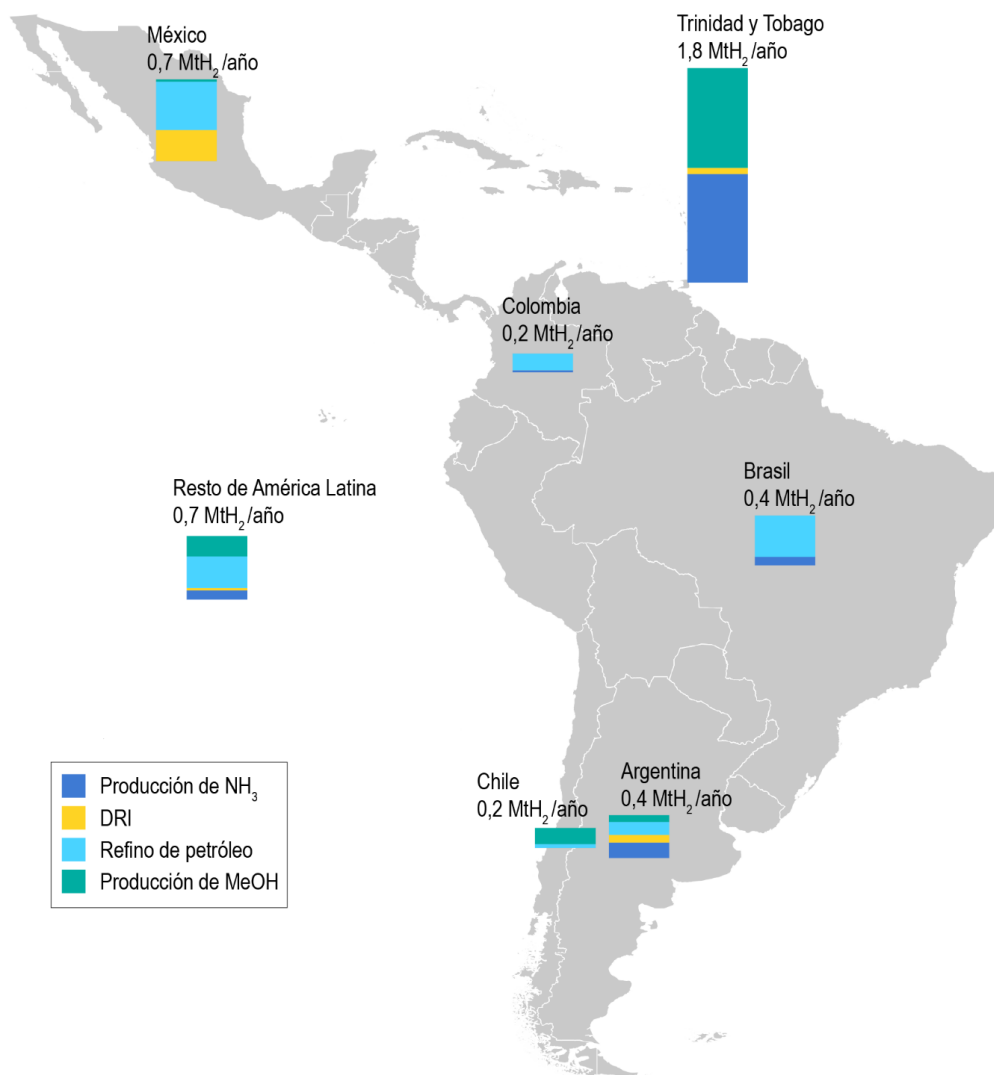 México
0,7 MtH₂/año
Trinidad y Tobago
1,8 MtH₂/año
Colombia
0,2 MtH₂/año
Brasil
0,4 MtH₂/año
Resto de América Latina
0,7 MtH₂/año
Chile
0,2 MtH₂/año
Argentina
0,4 MtH₂/año
Producción de NH₃
DRI
Refino de petróleo
Producción de MeOH